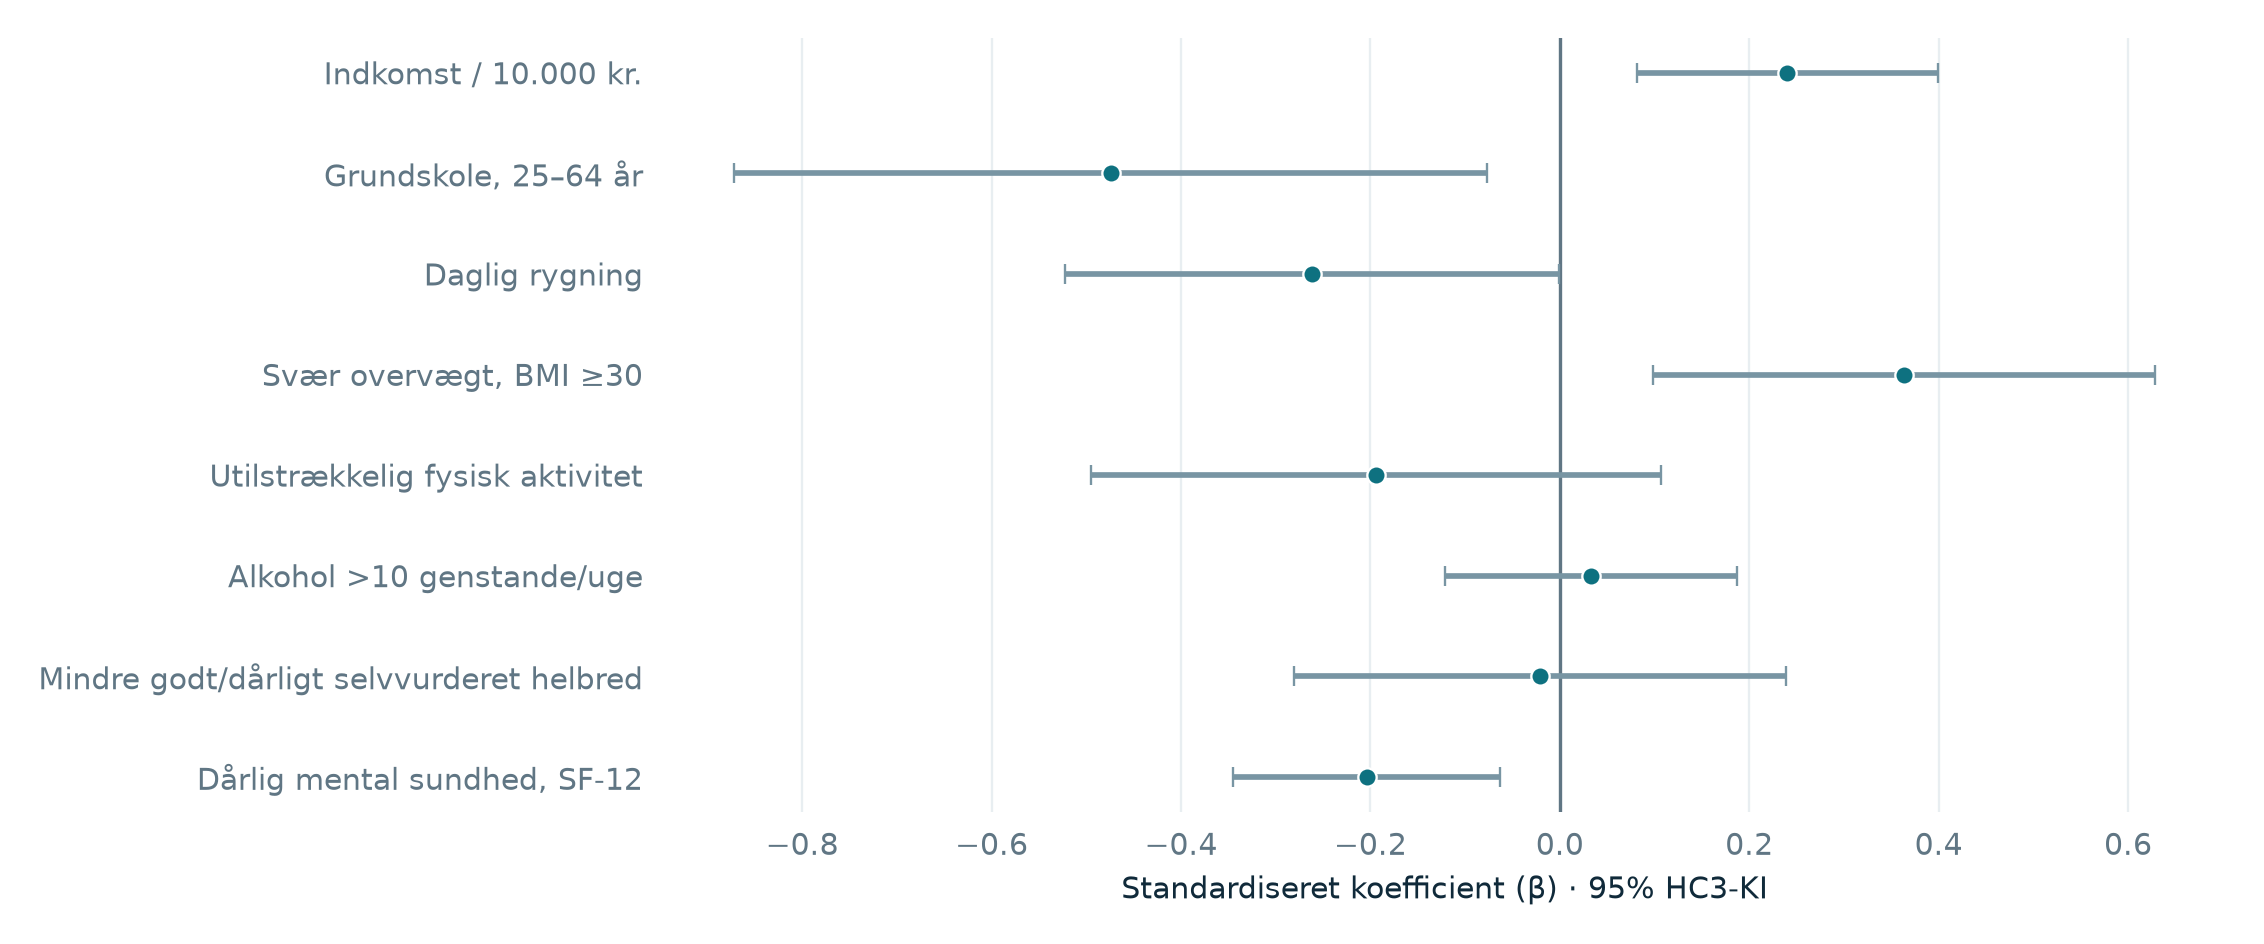 Indkomst / 10.000 kr.
Grundskole, 25–64 år
Daglig rygning
Svær overvægt, BMI ≥30
Utilstrækkelig fysisk aktivitet
Alkohol >10 genstande/uge
Mindre godt/dårligt selvvurderet helbred
Dårlig mental sundhed, SF-12
−0.8 −0.6 −0.4 −0.2 0.0 0.2 0.4 0.6
Standardiseret koefficient (β) · 95% HC3-KI